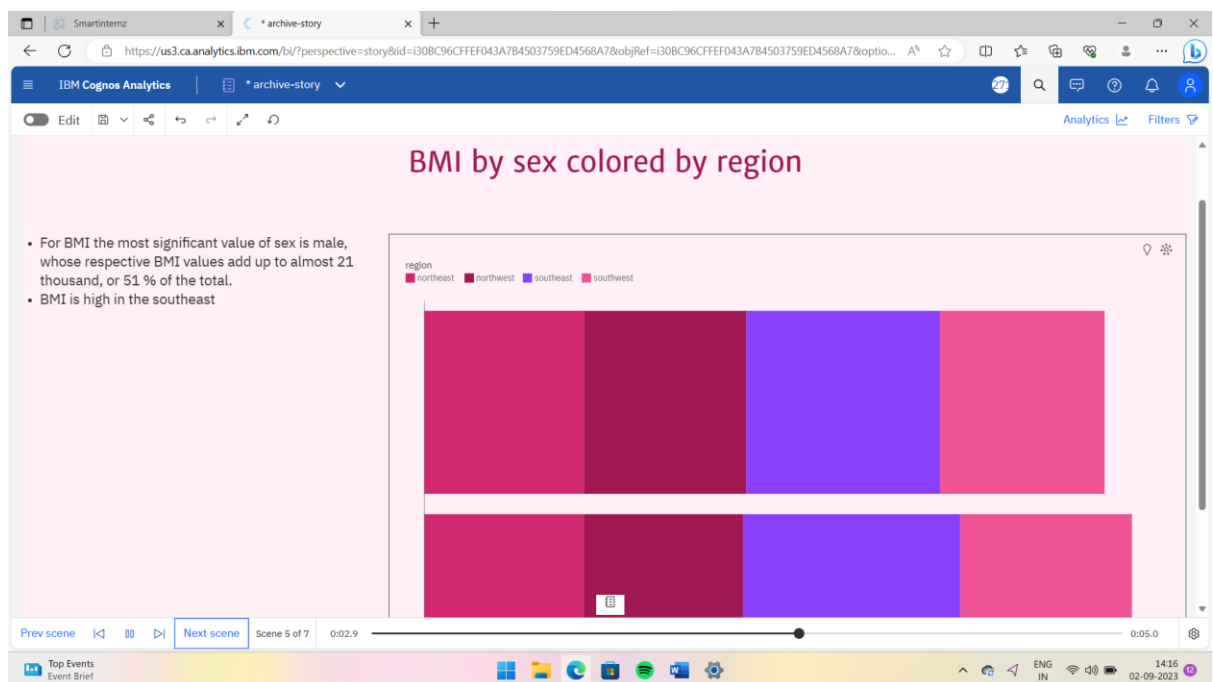 Smartinternz
* archive-story
https://us3.ca.analytics.ibm.com/bi/?perspective=story&id=i30BC96CFFEF043A7B4503759ED4568A7&objRef=i30BC96CFFEF043A7B4503759ED4568A7&optio...
IBM Cognos Analytics
* archive-story
Edit
Analytics
Filters
BMI by sex colored by region
• For BMI the most significant value of sex is male,
whose respective BMI values add up to almost 21
thousand, or 51 % of the total.
• BMI is high in the southeast
region
northeast northwest southeast southwest
Prev scene
Next scene
Scene 5 of 7
0:02.9
0:05.0
Top Events
Event Brief
ENG
IN
14:16
02-09-2023
12